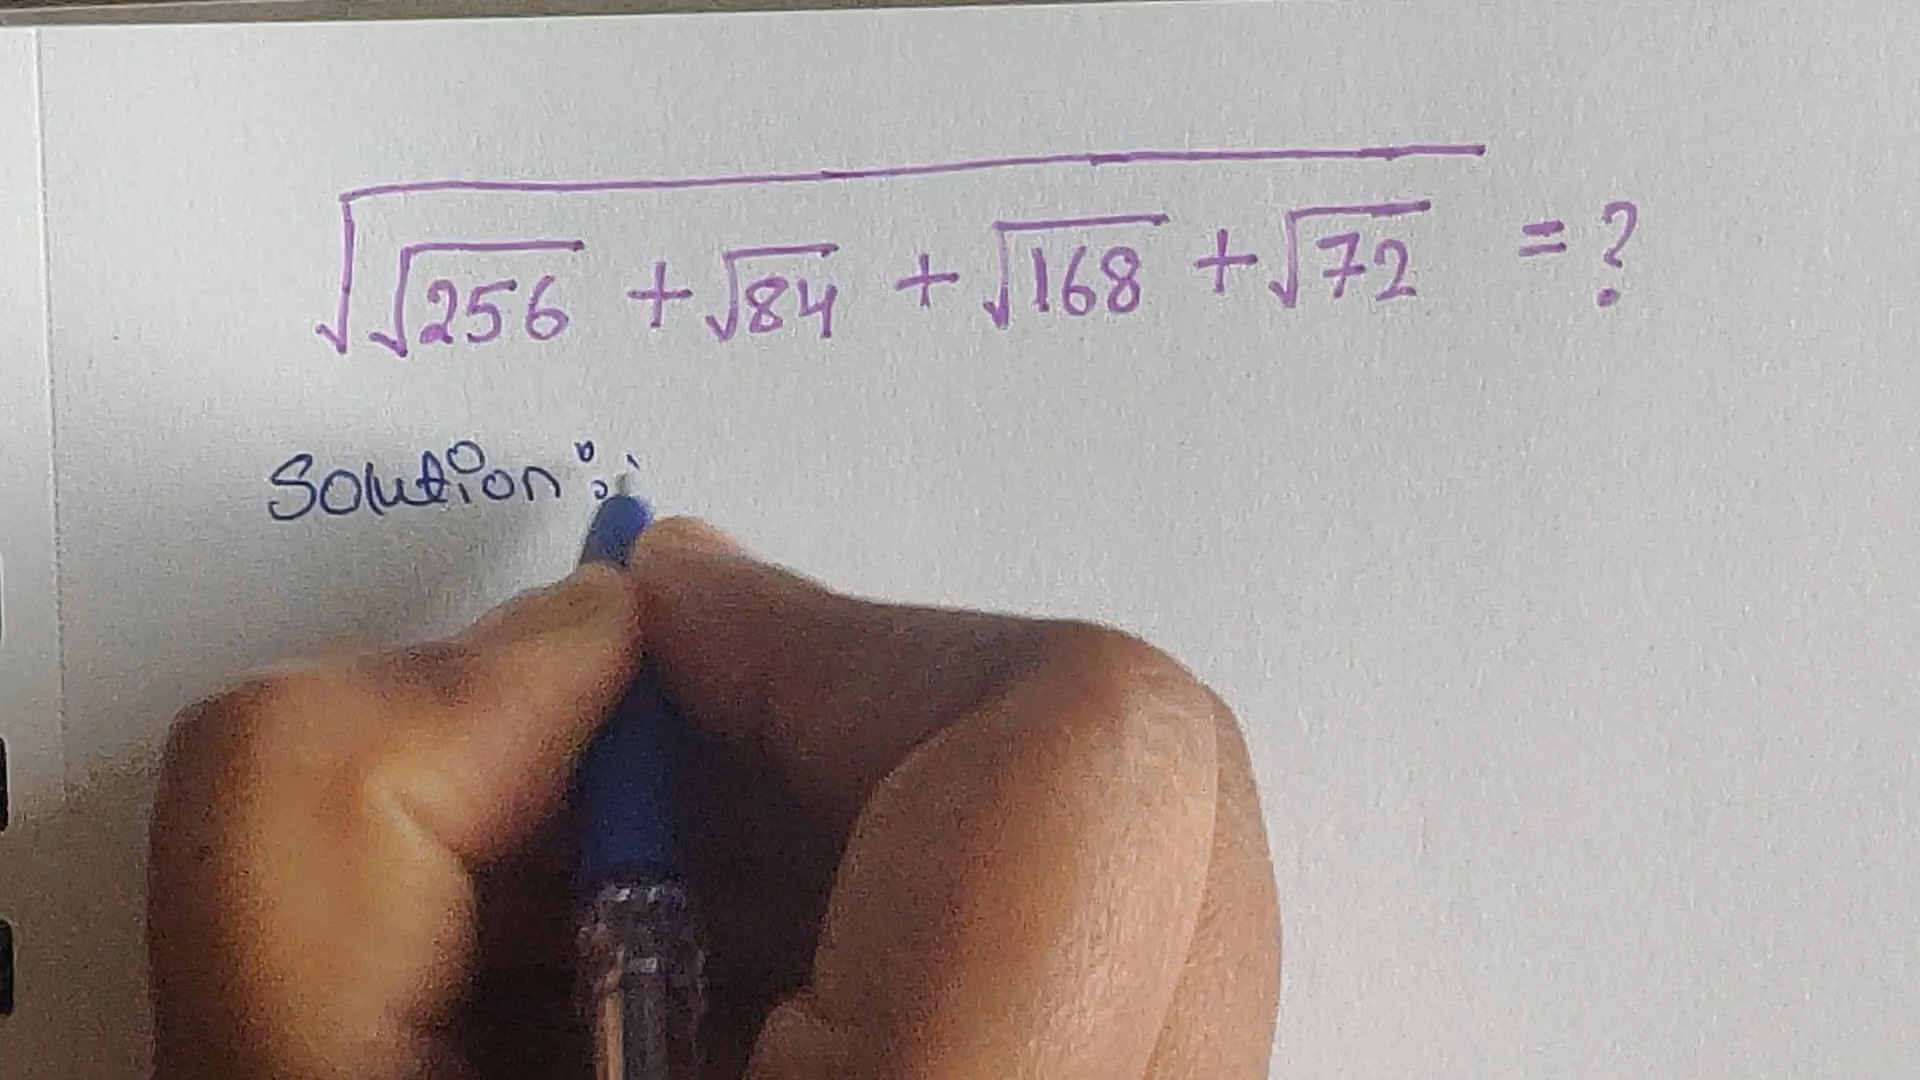 √(√256 + √84 + √168 + √72) = ?
Solution :